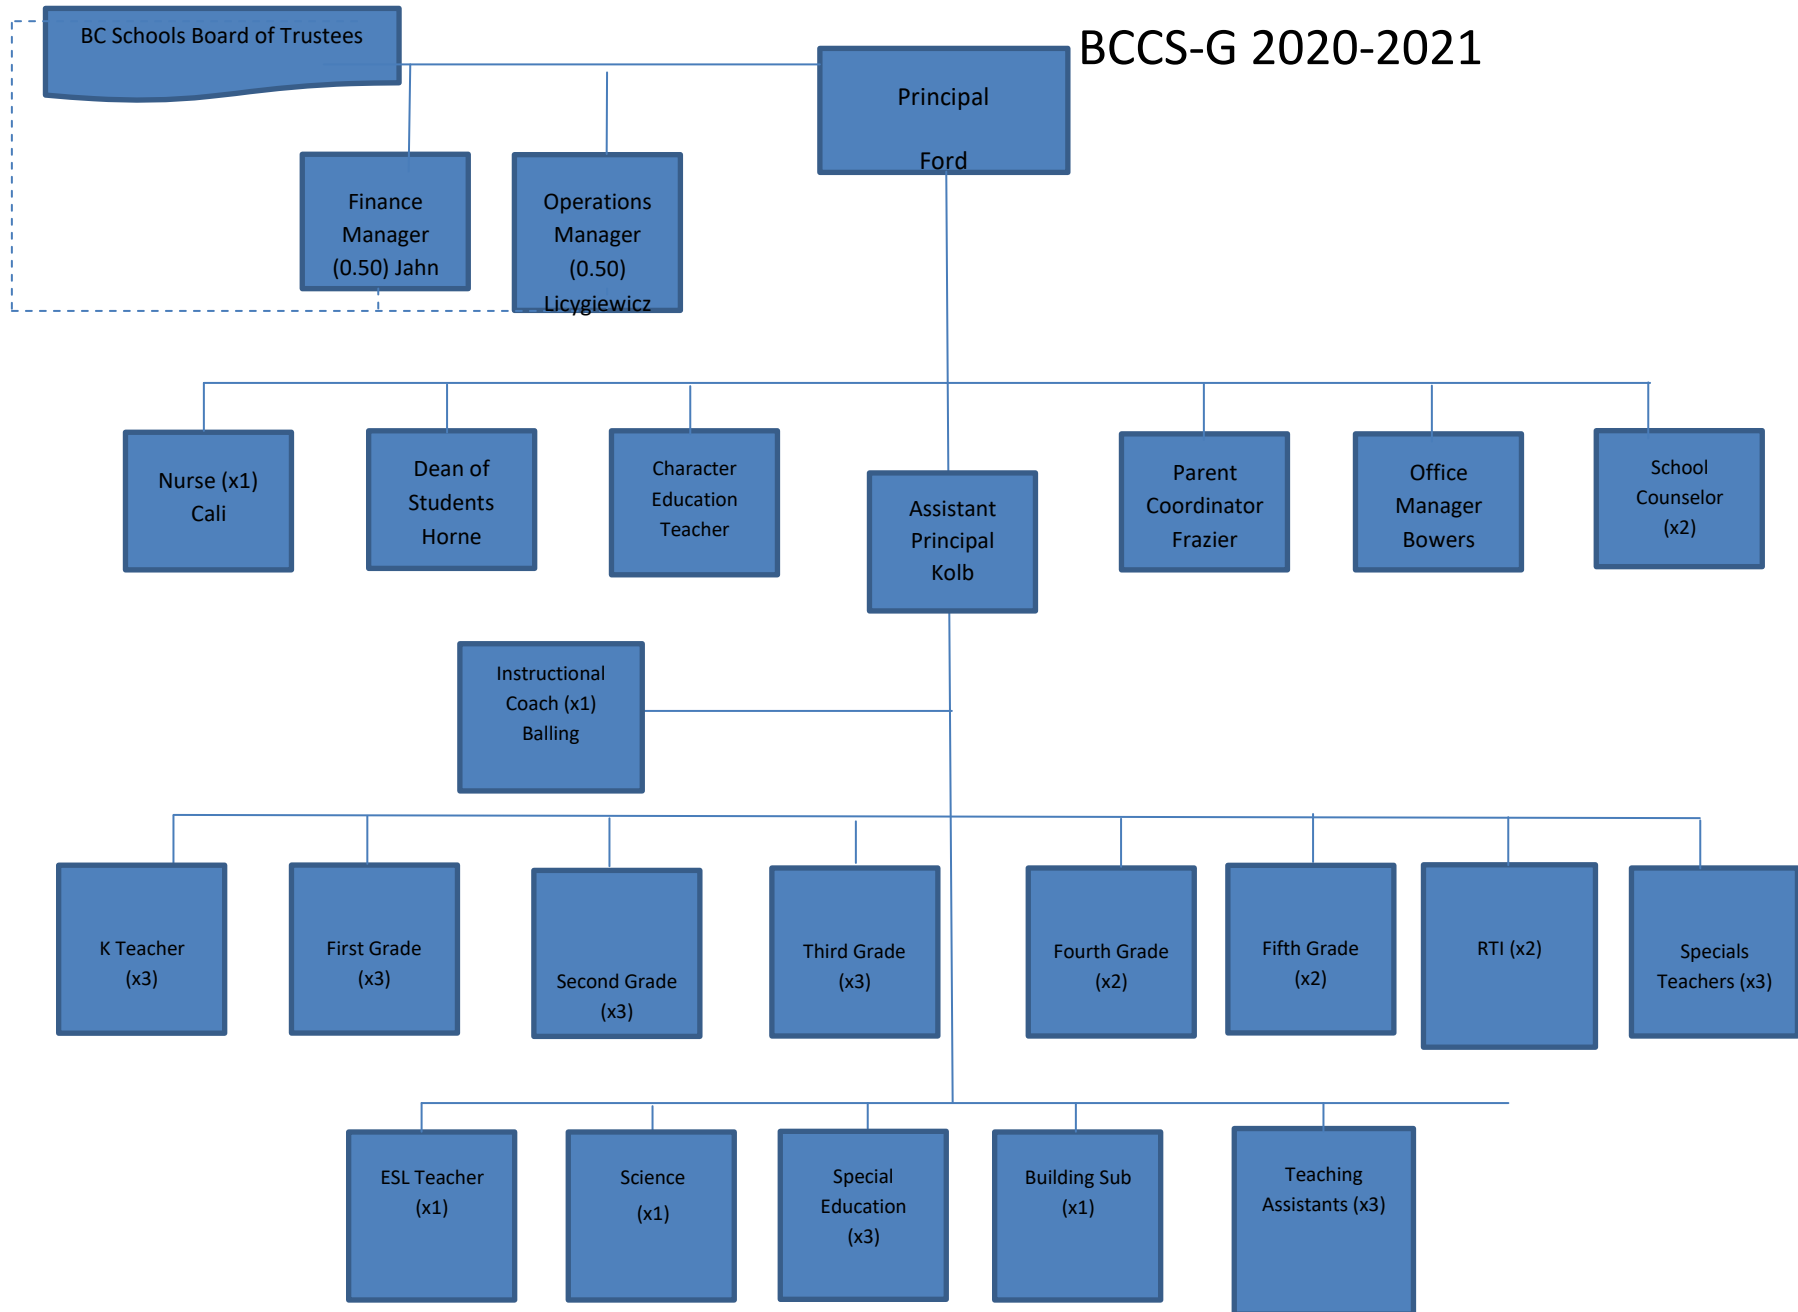 BC Schools Board of Trustees
BCCS-G 2020-2021
Principal
Ford
Finance
Manager
(0.50) Jahn
Operations
Manager
(0.50)
Licygiewicz
Nurse (x1)
Cali
Dean of
Students
Horne
Character
Education
Teacher
Assistant
Principal
Kolb
Parent
Coordinator
Frazier
Office
Manager
Bowers
School
Counselor
(x2)
Instructional
Coach (x1)
Balling
K Teacher
(x3)
First Grade
(x3)
Second Grade
(x3)
Third Grade
(x3)
Fourth Grade
(x2)
Fifth Grade
(x2)
RTI (x2)
Specials
Teachers (x3)
ESL Teacher
(x1)
Science
(x1)
Special
Education
(x3)
Building Sub
(x1)
Teaching
Assistants (x3)